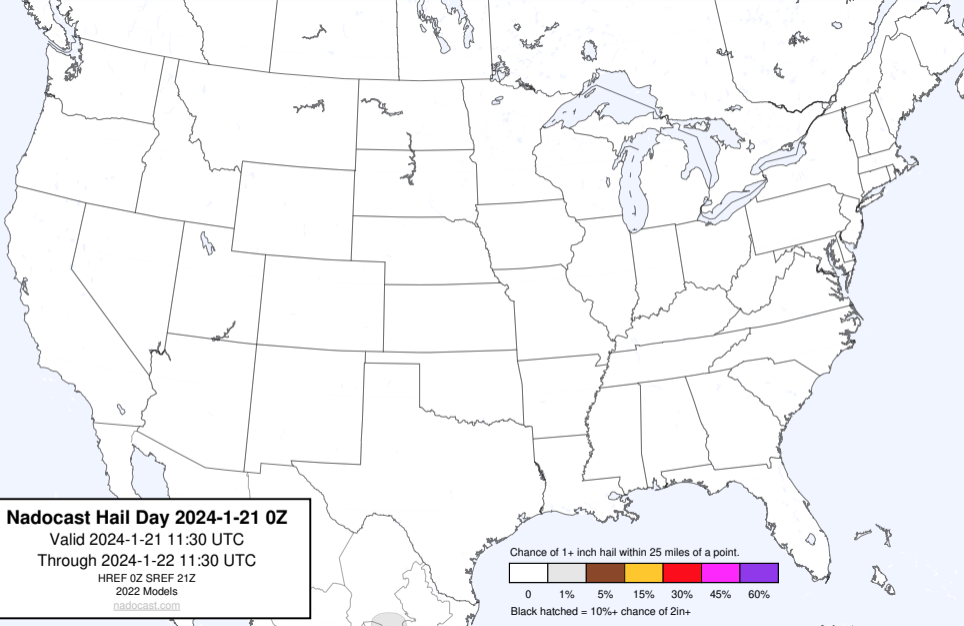 Nadocast Hail Day 2024-1-21 0Z
Valid 2024-1-21 11:30 UTC
Through 2024-1-22 11:30 UTC
HREF 0Z SREF 21Z
2022 Models
nadocast.com
Chance of 1+ inch hail within 25 miles of a point.
0 1% 5% 15% 30% 45% 60%
Black hatched = 10%+ chance of 2in+